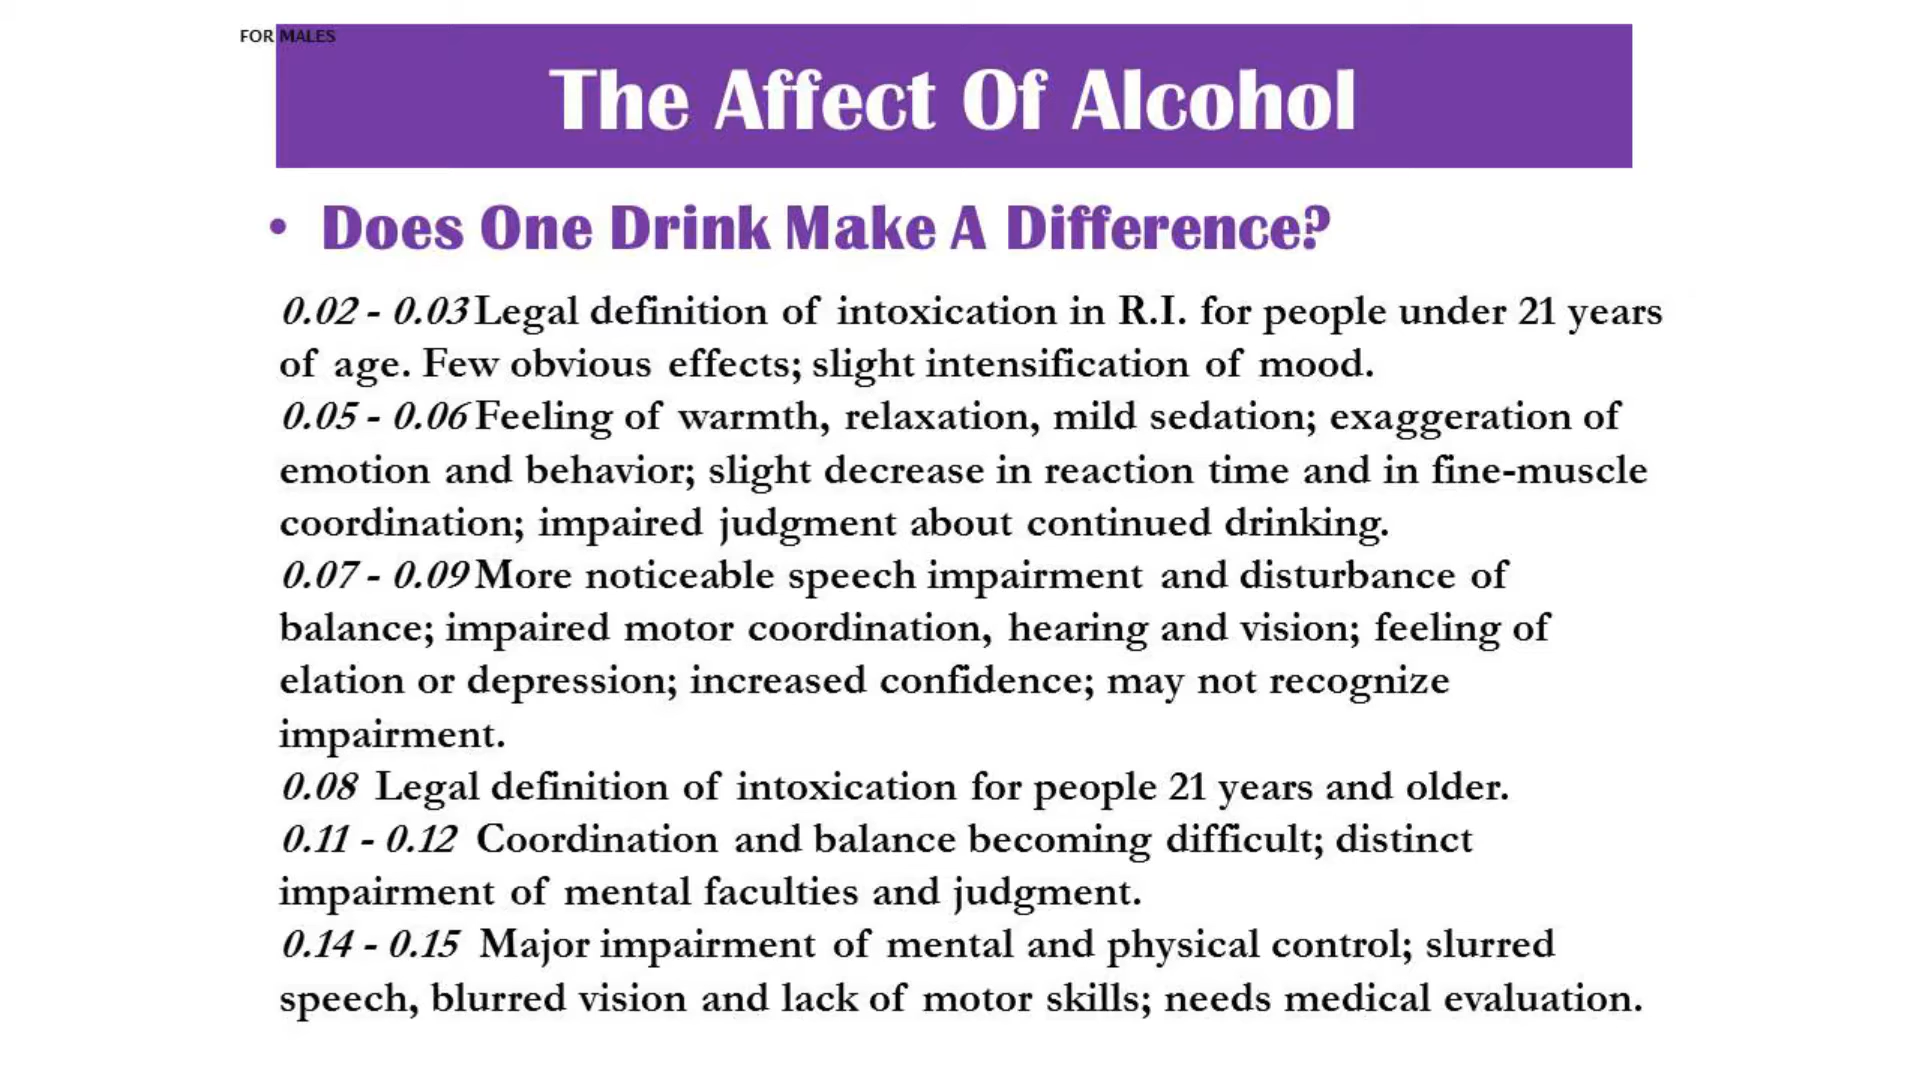 FOR MALES
The Affect Of Alcohol
• Does One Drink Make A Difference?
0.02 - 0.03 Legal definition of intoxication in R.I. for people under 21 years
of age. Few obvious effects; slight intensification of mood.
0.05 - 0.06 Feeling of warmth, relaxation, mild sedation; exaggeration of
emotion and behavior; slight decrease in reaction time and in fine-muscle
coordination; impaired judgment about continued drinking.
0.07 - 0.09 More noticeable speech impairment and disturbance of
balance; impaired motor coordination, hearing and vision; feeling of
elation or depression; increased confidence; may not recognize
impairment.
0.08 Legal definition of intoxication for people 21 years and older.
0.11 - 0.12 Coordination and balance becoming difficult; distinct
impairment of mental faculties and judgment.
0.14 - 0.15 Major impairment of mental and physical control; slurred
speech, blurred vision and lack of motor skills; needs medical evaluation.